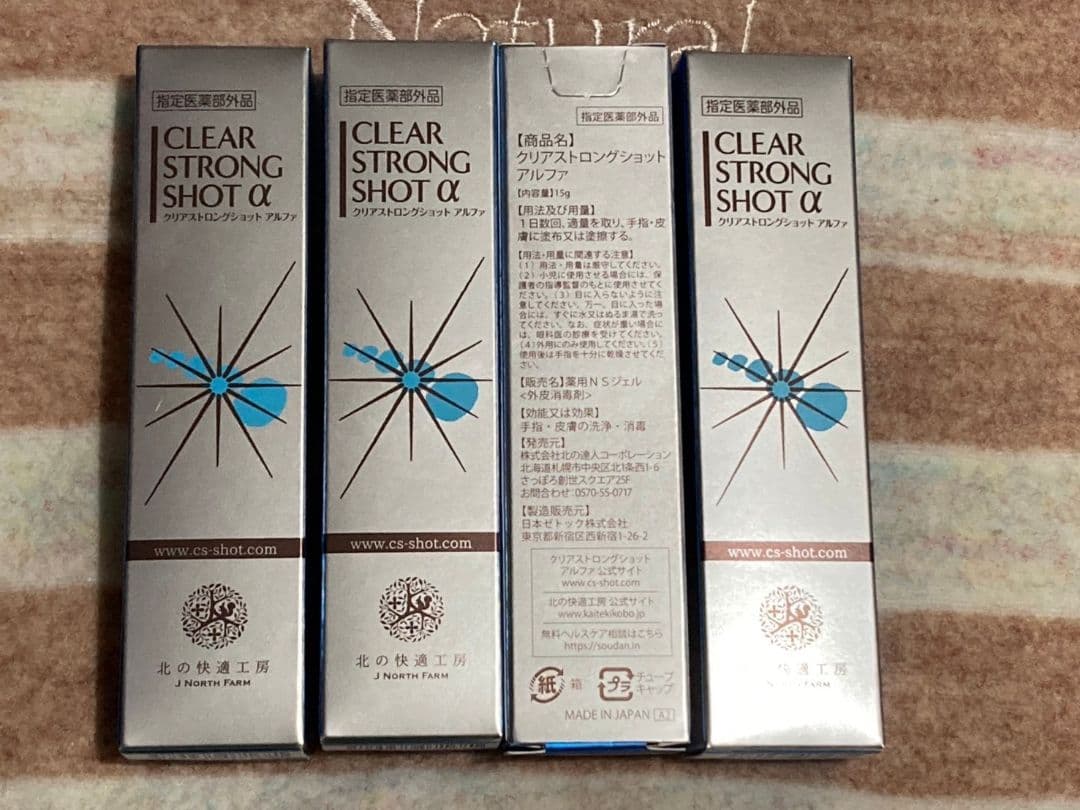 Natural
指定医薬部外品
CLEAR
STRONG
SHOT α
クリアストロングショット アルファ
www.cs-shot.com
北の快適工房
J NORTH FARM
指定医薬部外品
CLEAR
STRONG
SHOT α
クリアストロングショット アルファ
www.cs-shot.com
北の快適工房
J NORTH FARM
指定医薬部外品
【商品名】
クリアストロングショット
アルファ
【内容量】15g
【用法及び用量】
1日数回、適量を取り、手指・皮
膚に塗布又は塗擦する。
【用法・用量に関連する注意】
(1)用法・用量は厳守してください。
(2)小児に使用させる場合には、保
護者の指導監督のもとに使用させてく
ださい。(3)目に入らないように注
意してください。万一、目に入った場
合には、すぐに水又はぬるま湯で洗っ
てください。なお、症状が重い場合に
は、眼科医の診療を受けてください。
(4)外用にのみ使用してください。(5)
使用後は手指を十分に乾燥させてくだ
さい。
【販売名】薬用NSジェル
<外皮消毒剤>
【効能又は効果】
手指・皮膚の洗浄・消毒
【発売元】
株式会社北の達人コーポレーション
北海道札幌市中央区北1条西1-6
さっぽろ創世スクエア25F
お問合わせ:0570-55-0717
【製造販売元】
日本ゼトック株式会社
東京都新宿区西新宿1-26-2
クリアストロングショット
アルファ 公式サイト
www.cs-shot.com
北の快適工房 公式サイト
www.kaitekikobo.jp
無料ヘルスケア相談はこちら
https://soudan.in
紙 箱 プラ チューブ
キャップ
MADE IN JAPAN A2
指定医薬部外品
CLEAR
STRONG
SHOT α
クリアストロングショット アルファ
www.cs-shot.com
の快適工房
NORTH FARM